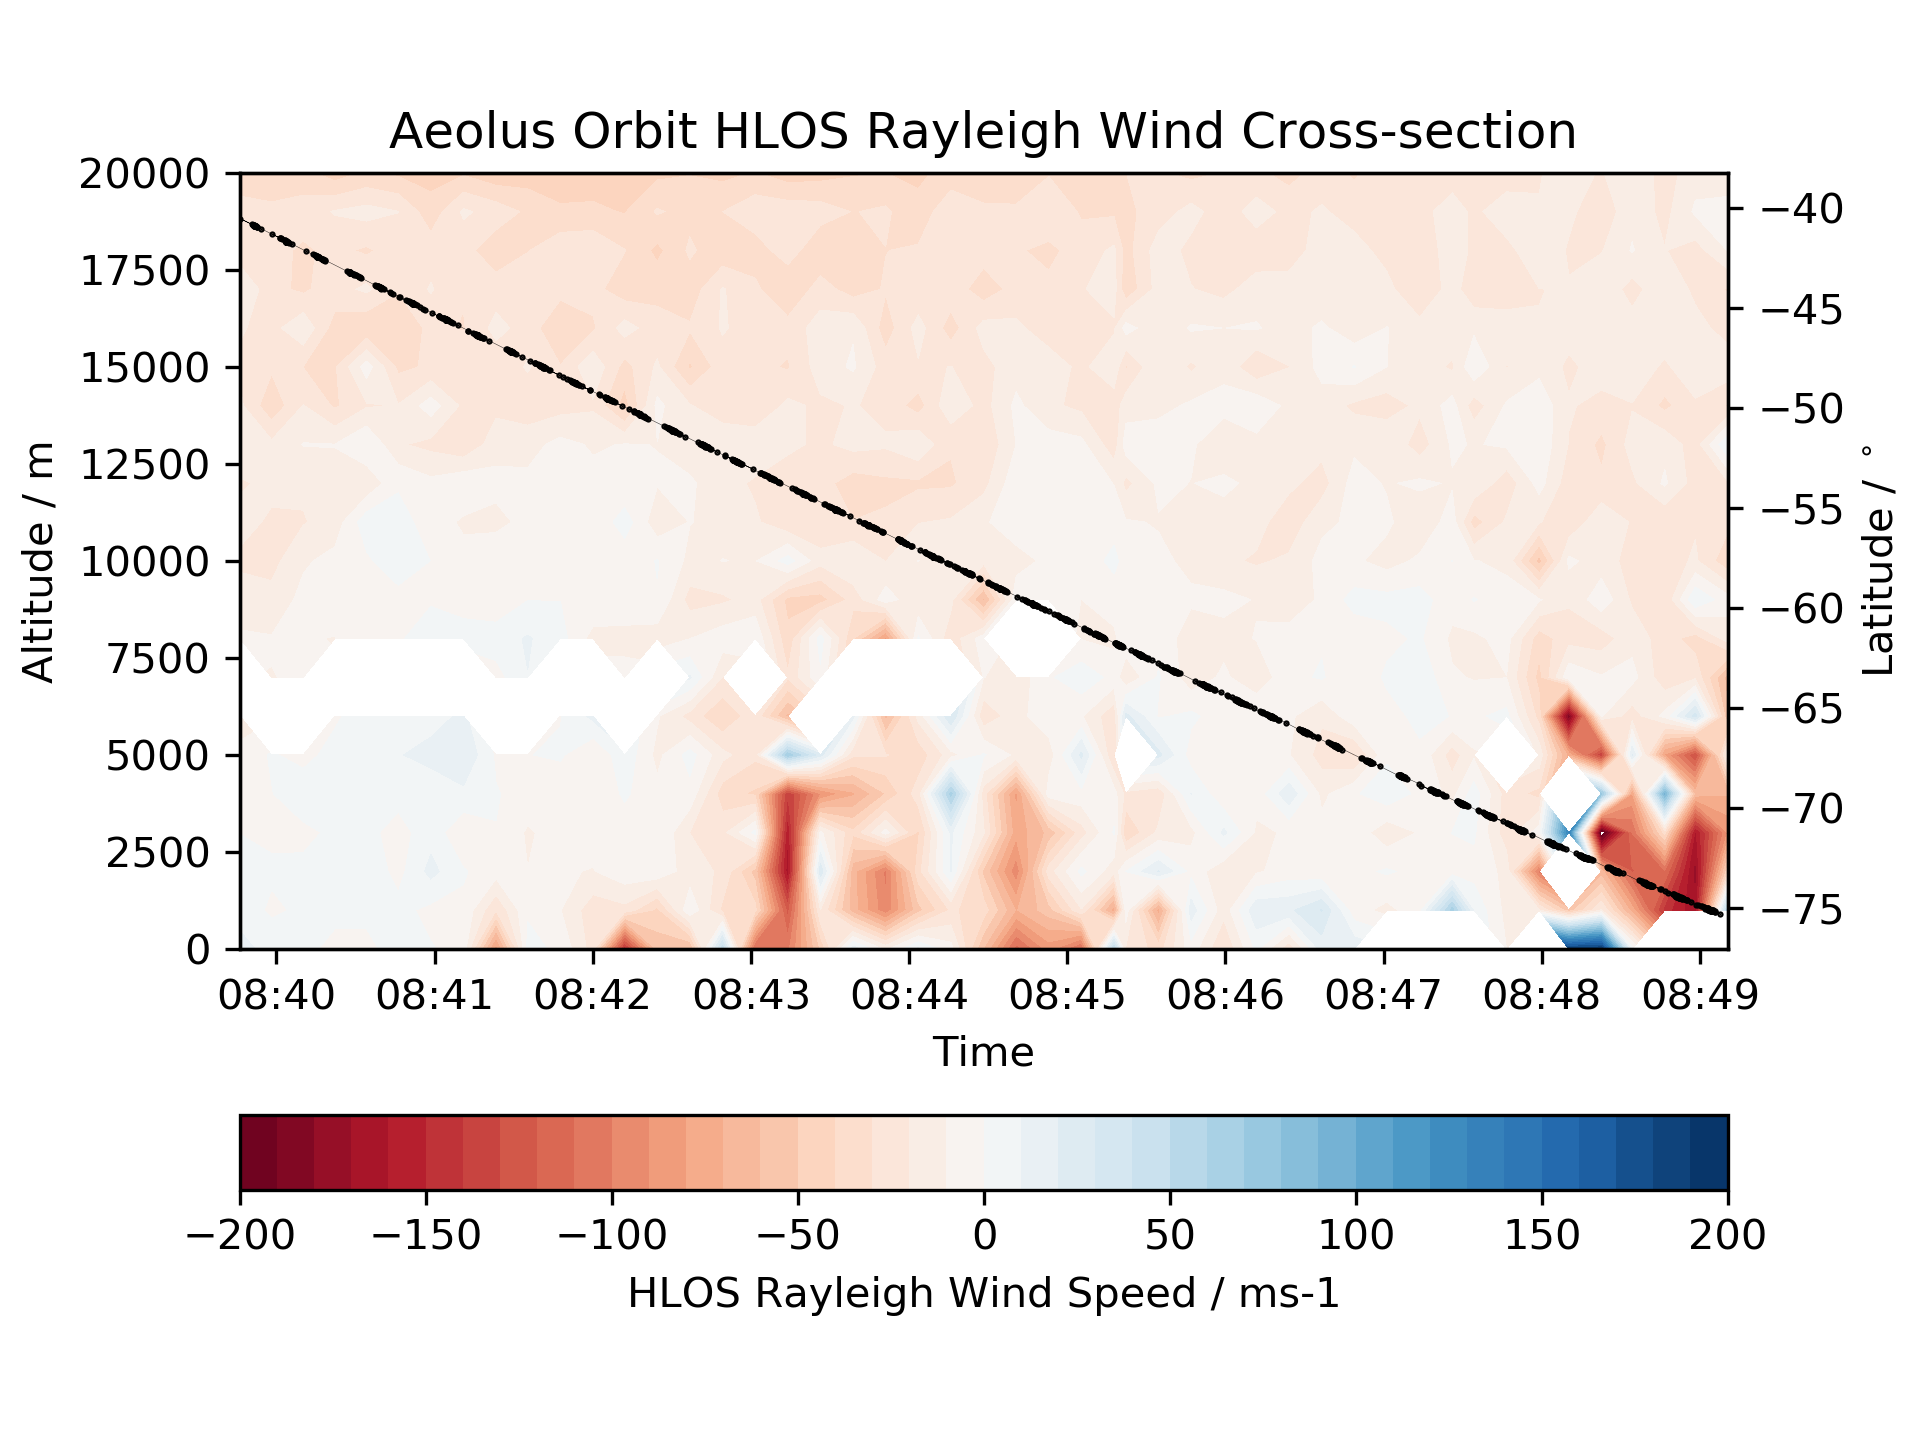 Aeolus Orbit HLOS Rayleigh Wind Cross-section
20000
17500
15000
12500
10000
7500
5000
2500
0
Altitude / m
−40
−45
−50
−55
−60
−65
−70
−75
Latitude / °
08:40 08:41 08:42 08:43 08:44 08:45 08:46 08:47 08:48 08:49
Time
−200 −150 −100 −50 0 50 100 150 200
HLOS Rayleigh Wind Speed / ms-1